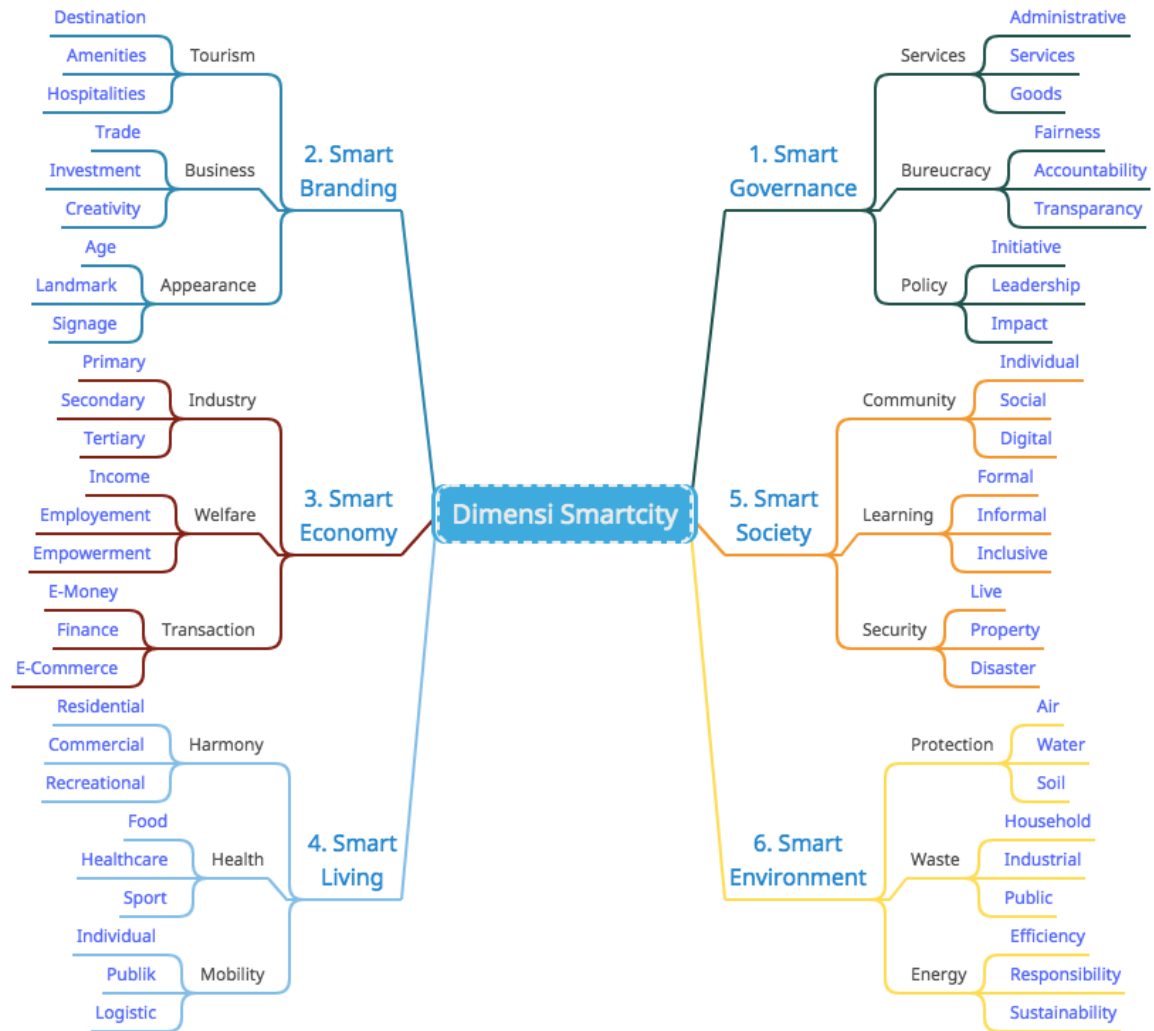 Dimensi Smartcity
1. Smart
Governance
Services
Administrative
Services
Goods
Bureucracy
Fairness
Accountability
Transparancy
Policy
Initiative
Leadership
Impact
2. Smart
Branding
Tourism
Destination
Amenities
Hospitalities
Business
Trade
Investment
Creativity
Appearance
Age
Landmark
Signage
3. Smart
Economy
Industry
Primary
Secondary
Tertiary
Welfare
Income
Employement
Empowerment
Transaction
E-Money
Finance
E-Commerce
4. Smart
Living
Harmony
Residential
Commercial
Recreational
Health
Food
Healthcare
Sport
Mobility
Individual
Publik
Logistic
5. Smart
Society
Community
Individual
Social
Digital
Learning
Formal
Informal
Inclusive
Security
Live
Property
Disaster
6. Smart
Environment
Protection
Air
Water
Soil
Waste
Household
Industrial
Public
Energy
Efficiency
Responsibility
Sustainability